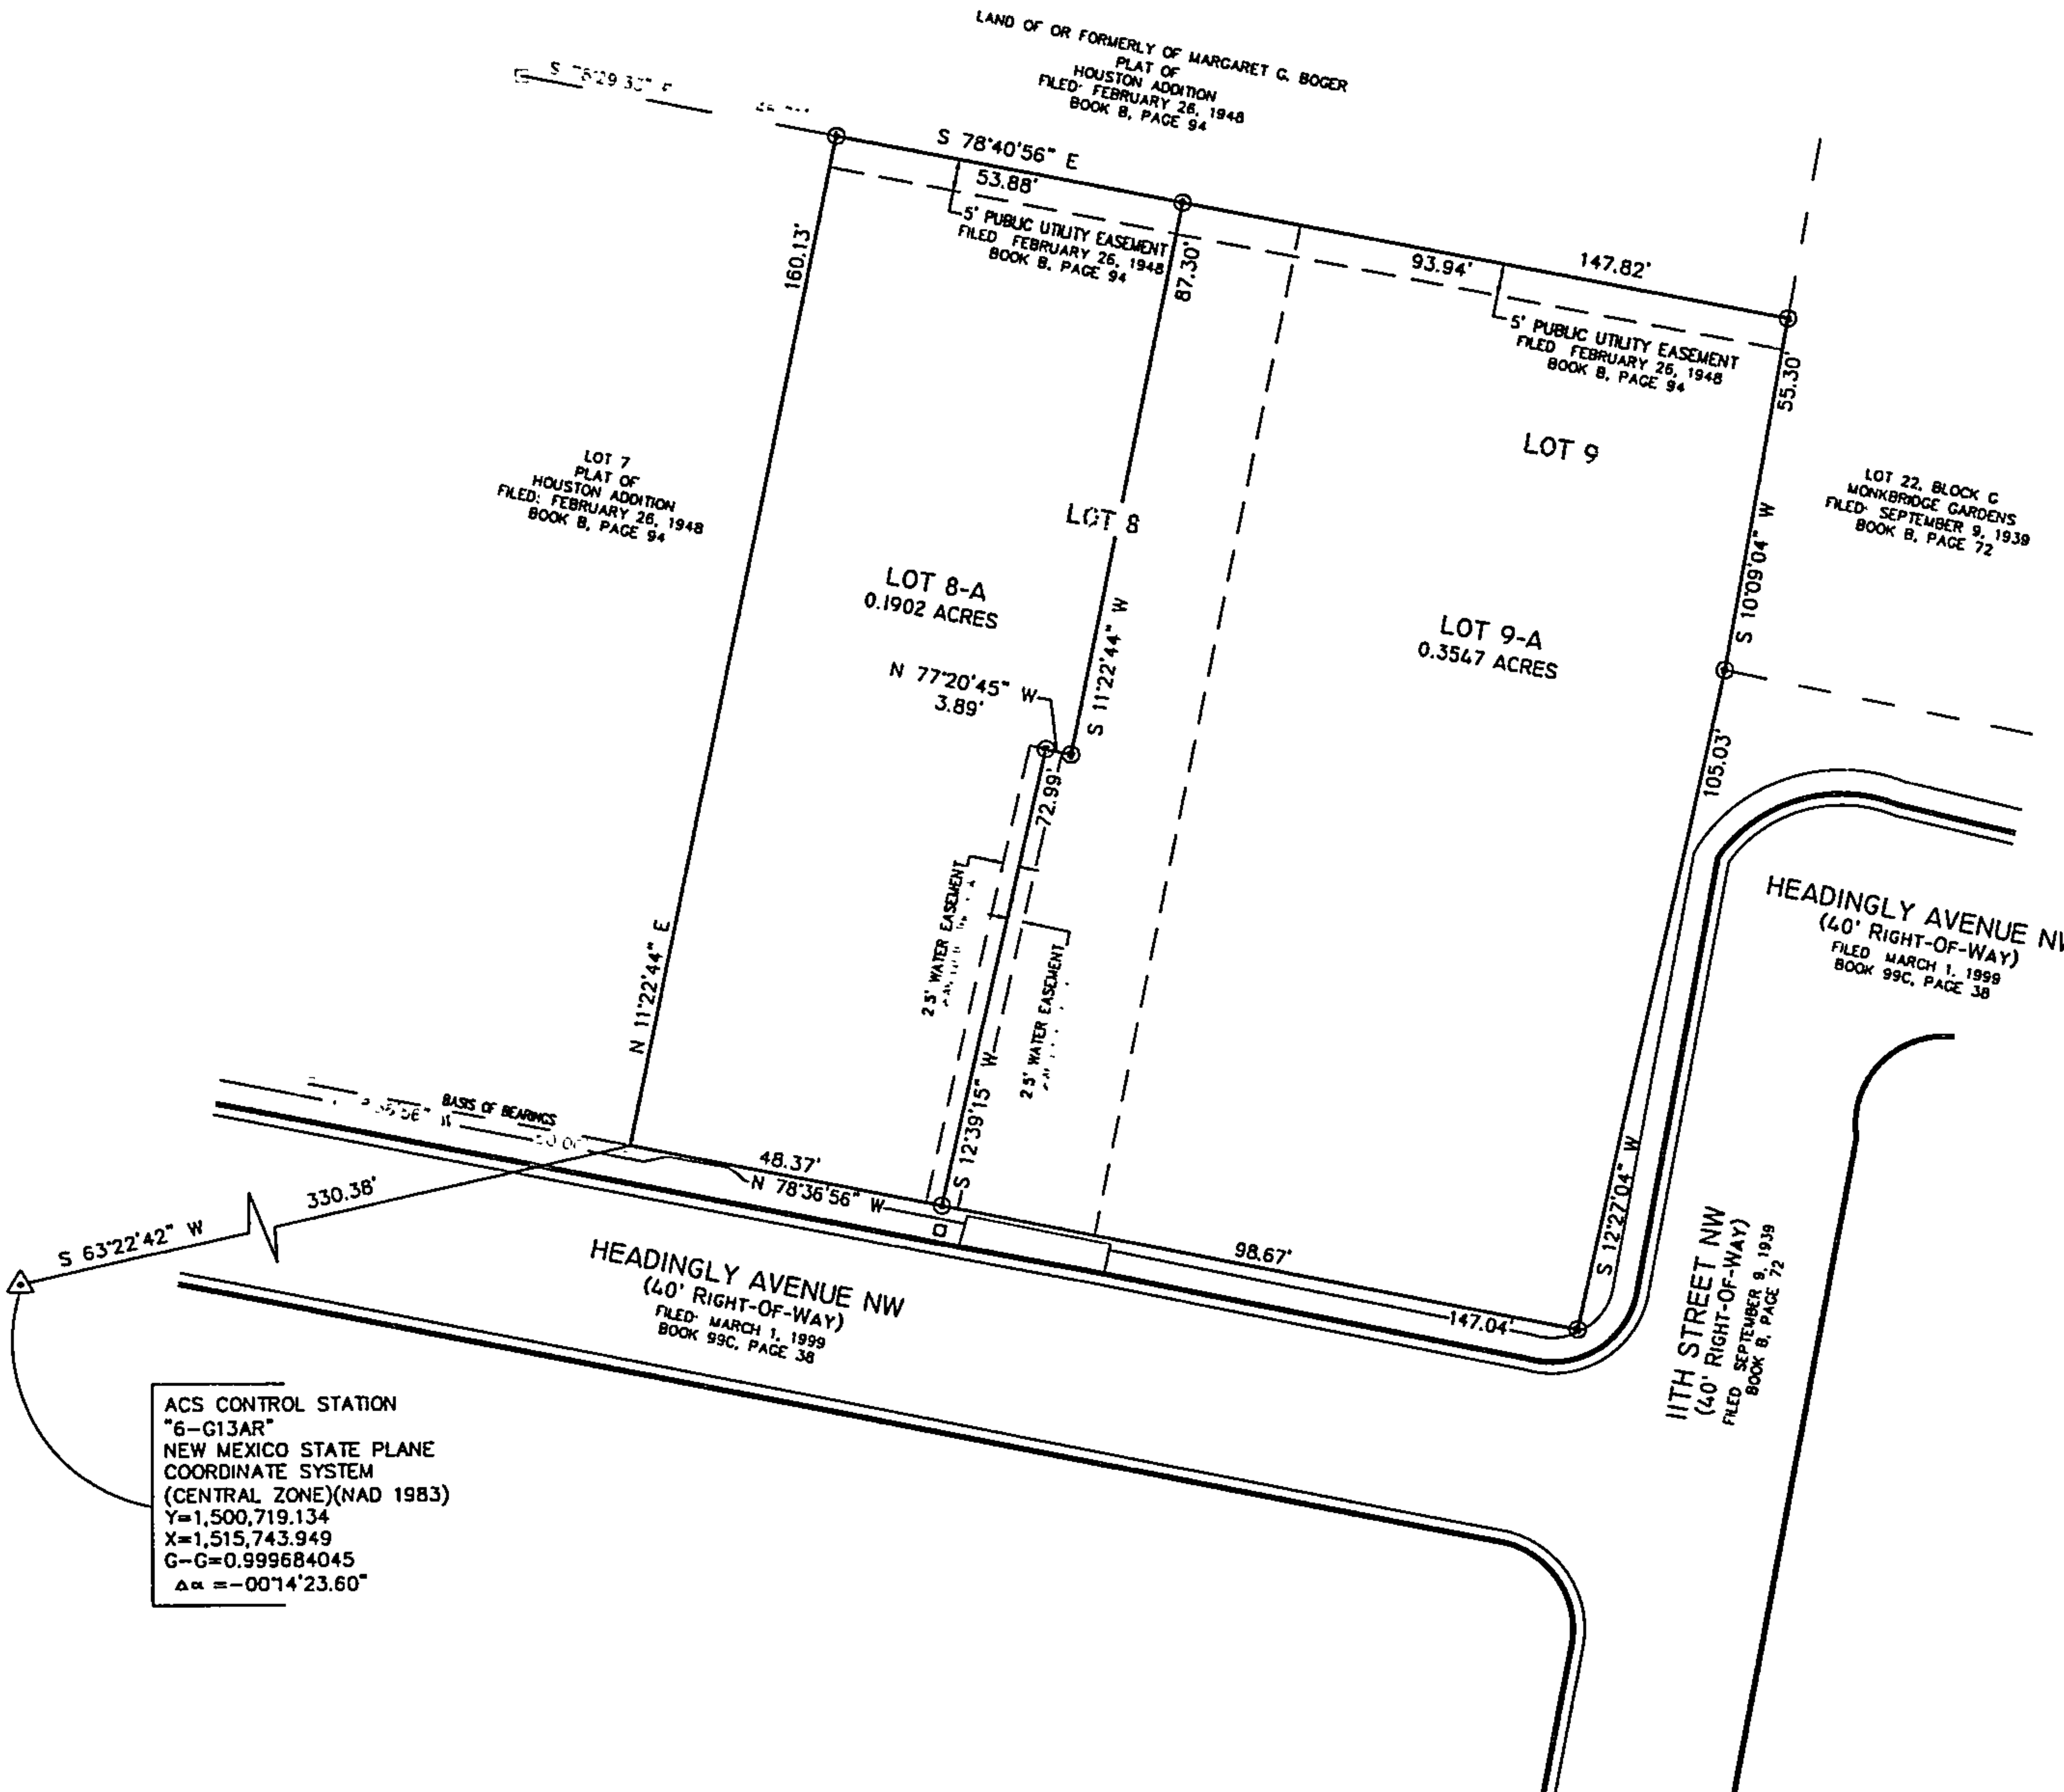 LAND OF OR FORMERLY OF MARGARET G. BOGER
PLAT OF
HOUSTON ADDITION
FILED: FEBRUARY 26, 1948
BOOK B, PAGE 94
S 78°40'56" E
53.88'
5' PUBLIC UTILITY EASEMENT
FILED FEBRUARY 26, 1948
BOOK B, PAGE 94
160.13'
87.30'
93.94'
147.82'
5' PUBLIC UTILITY EASEMENT
FILED FEBRUARY 26, 1948
BOOK B, PAGE 94
55.30'
LOT 9
LOT 7
PLAT OF
HOUSTON ADDITION
FILED: FEBRUARY 26, 1948
BOOK B, PAGE 94
LOT 8
LOT 22, BLOCK C
MONKBRIDGE GARDENS
FILED: SEPTEMBER 9, 1939
BOOK B, PAGE 72
S 10°09'04" W
LOT 8-A
0.1902 ACRES
LOT 9-A
0.3547 ACRES
N 77°20'45" W
3.89'
S 11°22'44" W
72.99'
105.03'
2.5' WATER EASEMENT
2.5' WATER EASEMENT
HEADINGLY AVENUE NW
(40' RIGHT-OF-WAY)
FILED MARCH 1, 1999
BOOK 99C, PAGE 38
N 11°22'44" E
S 12°39'15" W
BASIS OF BEARINGS
48.37'
N 78°36'56" W
330.38'
S 63°22'42" W
98.67'
147.04'
S 12°27'04" W
HEADINGLY AVENUE NW
(40' RIGHT-OF-WAY)
FILED: MARCH 1, 1999
BOOK 99C, PAGE 38
11TH STREET NW
(40' RIGHT-OF-WAY)
FILED SEPTEMBER 9, 1939
BOOK B, PAGE 72
ACS CONTROL STATION
"6-G13AR"
NEW MEXICO STATE PLANE
COORDINATE SYSTEM
(CENTRAL ZONE)(NAD 1983)
Y=1,500,719.134
X=1,515,743.949
G-G=0.999684045
Δα =-00°14'23.60"